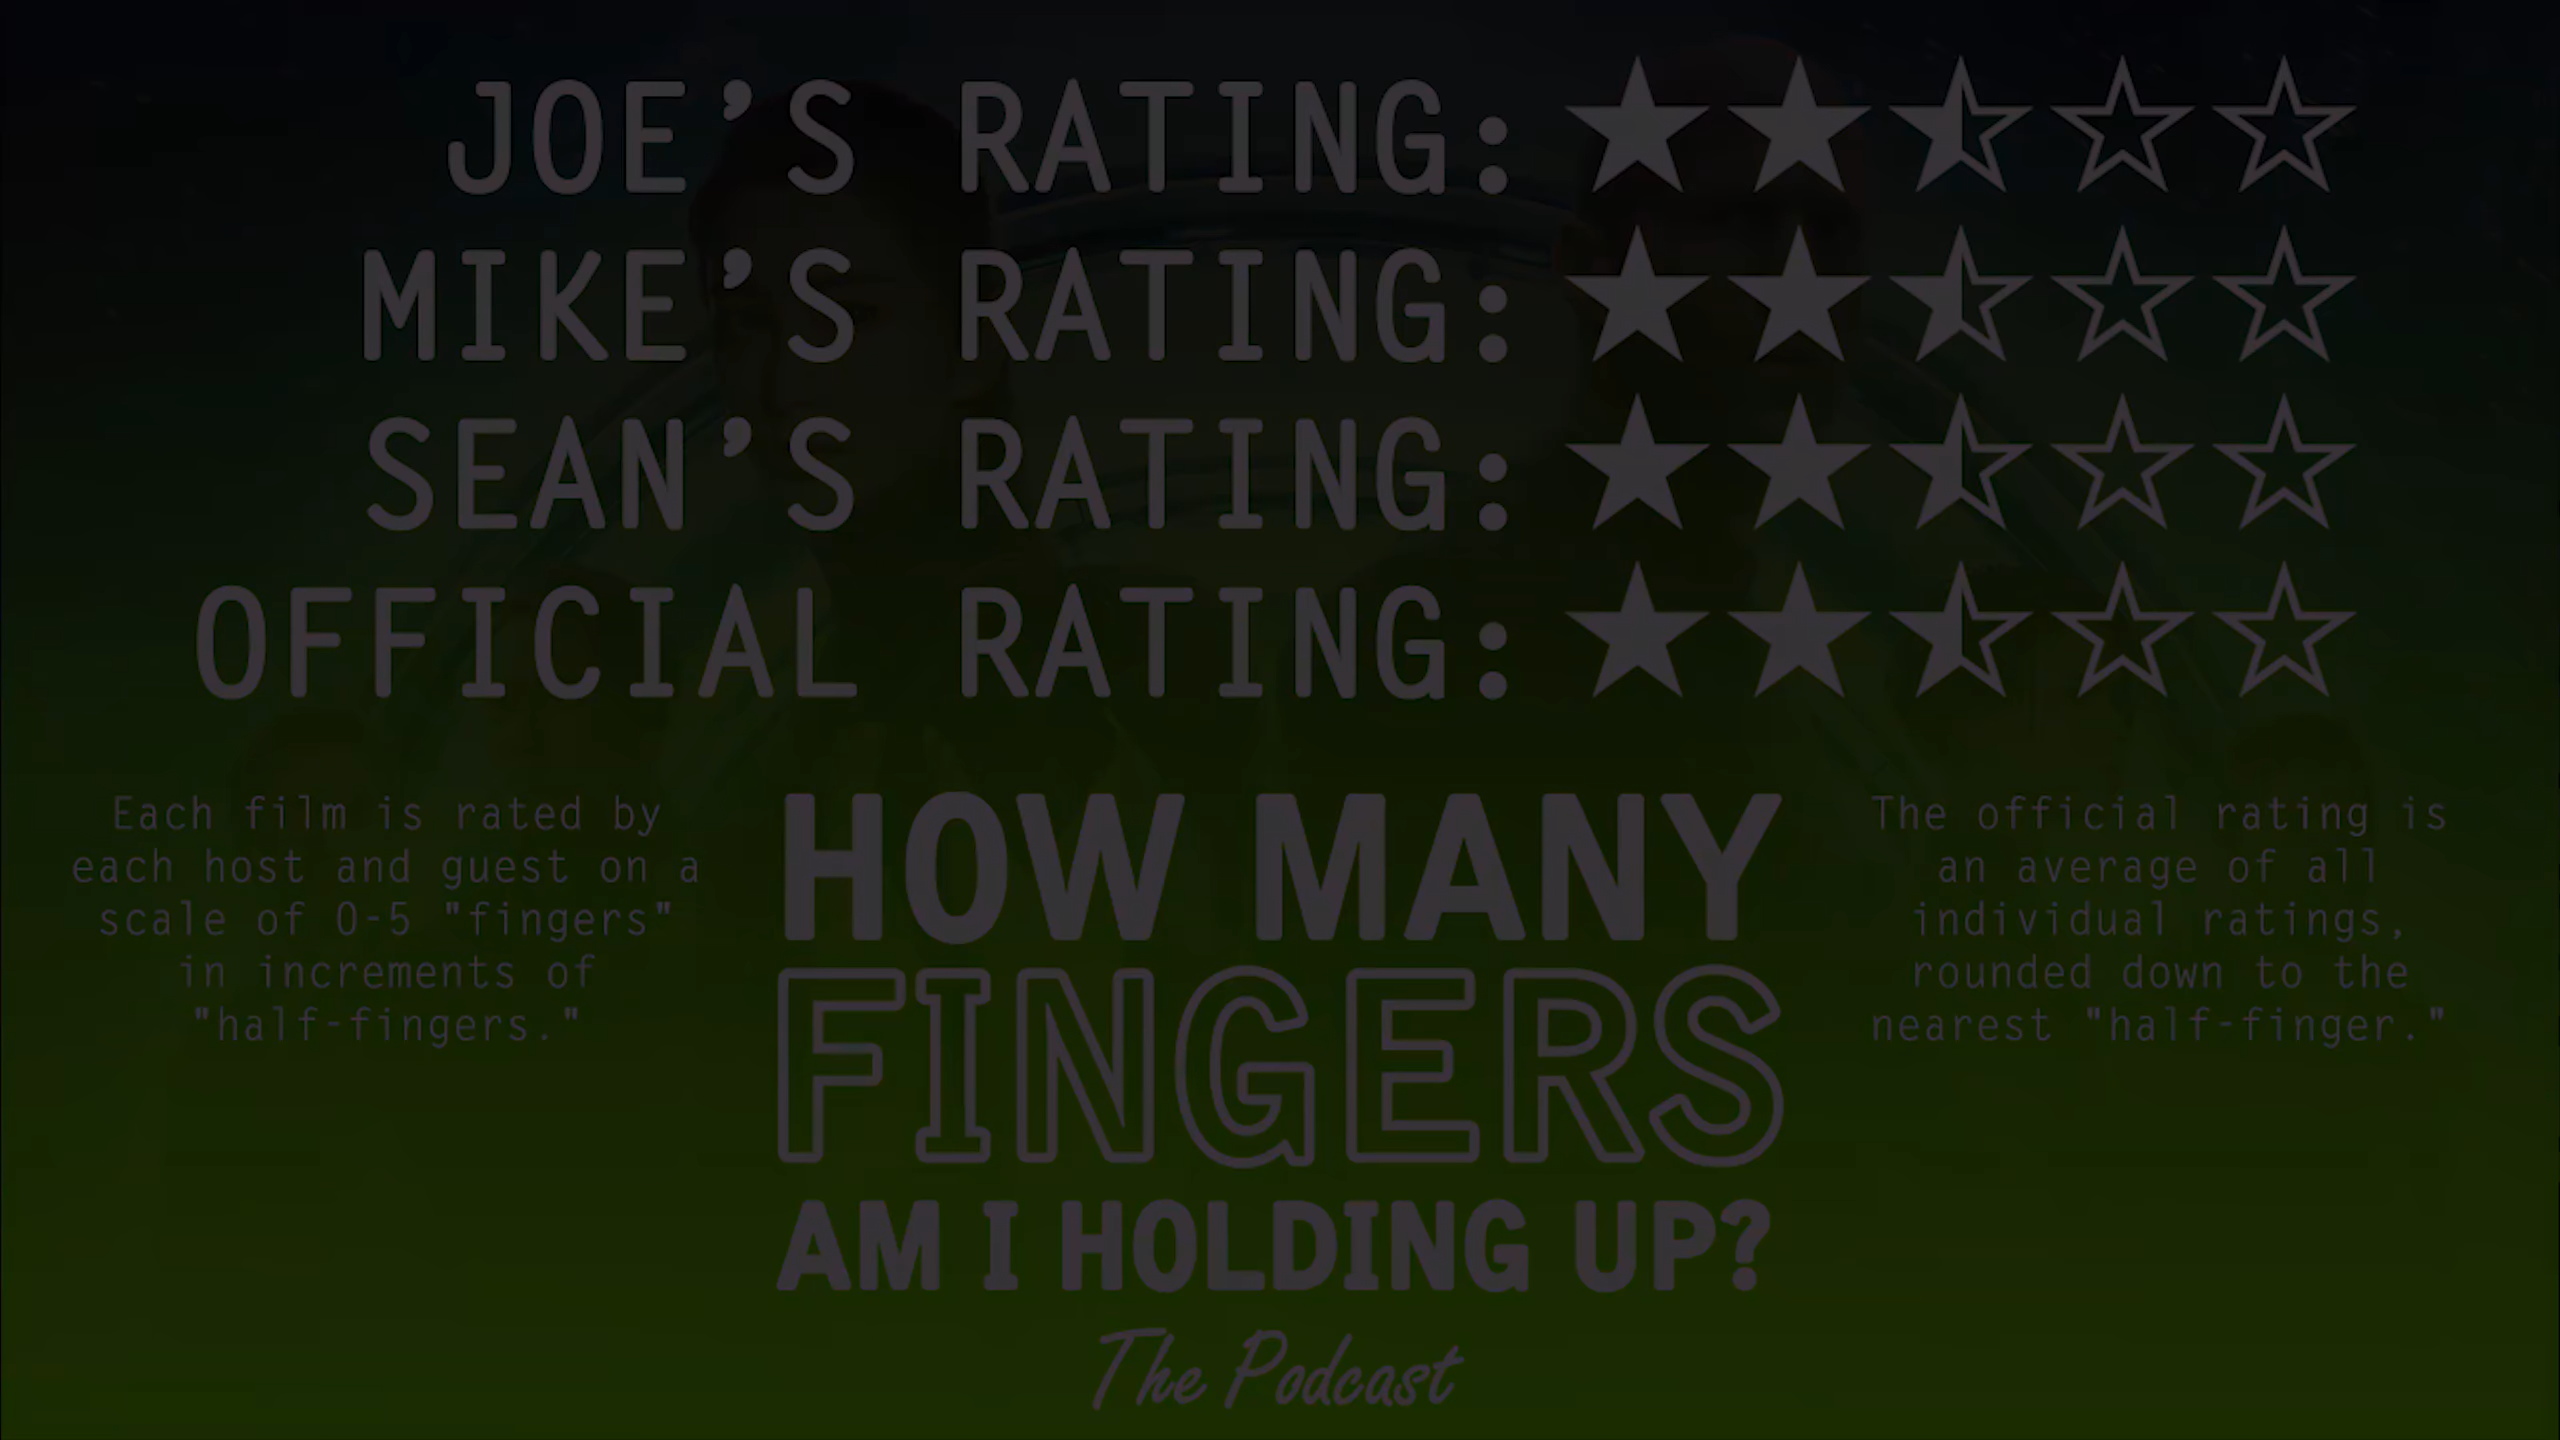 JOE'S RATING: ★★⯪☆☆
MIKE'S RATING: ★★⯪☆☆
SEAN'S RATING: ★★⯪☆☆
OFFICIAL RATING: ★★⯪☆☆
Each film is rated by
each host and guest on a
scale of 0-5 "fingers"
in increments of
"half-fingers."
HOW MANY
FINGERS
AM I HOLDING UP?
The Podcast
The official rating is
an average of all
individual ratings,
rounded down to the
nearest "half-finger."